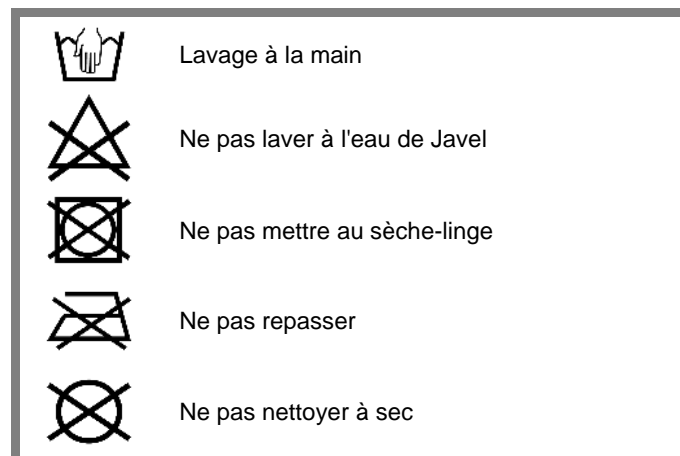 Lavage à la main
Ne pas laver à l'eau de Javel
Ne pas mettre au sèche-linge
Ne pas repasser
Ne pas nettoyer à sec